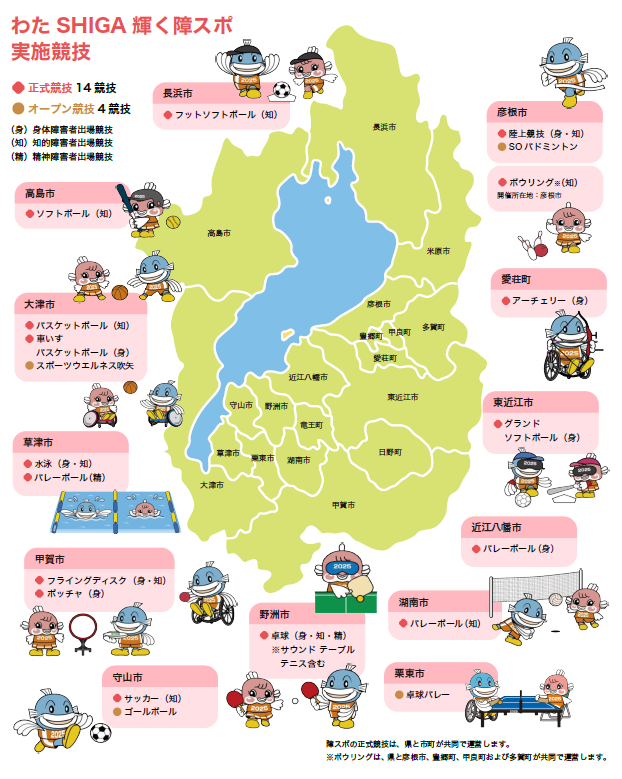 わた SHIGA 輝く障スポ
実施競技
正式競技 14 競技
オープン競技 4 競技
（身）身体障害者出場競技
（知）知的障害者出場競技
（精）精神障害者出場競技
長浜市
フットソフトボール（知）
彦根市
陸上競技（身・知）
SOバドミントン
ボウリング※（知）
開催所在地：彦根市
高島市
ソフトボール（知）
愛荘町
アーチェリー（身）
大津市
バスケットボール（知）
車いす
バスケットボール（身）
スポーツウエルネス吹矢
東近江市
グランド
ソフトボール（身）
草津市
水泳（身・知）
バレーボール（精）
近江八幡市
バレーボール（身）
甲賀市
フライングディスク（身・知）
ボッチャ（身）
湖南市
バレーボール（知）
野洲市
卓球（身・知・精）
※サウンド テーブル
テニス含む
守山市
サッカー（知）
ゴールボール
栗東市
卓球バレー
長浜市
高島市
米原市
彦根市
多賀町
甲良町
豊郷町
愛荘町
近江八幡市
東近江市
守山市
野洲市
竜王町
草津市
栗東市
湖南市
日野町
大津市
甲賀市
2025
障スポの正式競技は、県と市町が共同で運営します。
※ボウリングは、県と彦根市、豊郷町、甲良町および多賀町が共同で運営します。